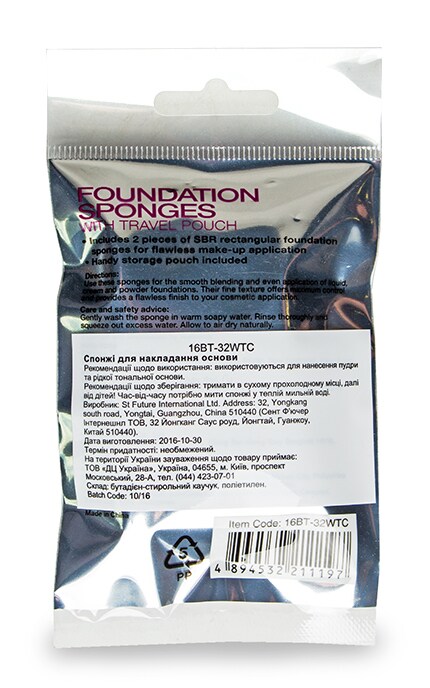 FOUNDATION
SPONGES
WITH TRAVEL POUCH
• Includes 2 pieces of SBR rectangular foundation
sponges for flawless make-up application
• Handy storage pouch included
Directions:
Use these sponges for the smooth blending and even application of liquid,
cream and powder foundations. Their fine texture offers maximum control
and provides a flawless finish to your cosmetic application.
Care and safety advice:
Gently wash the sponge in warm soapy water. Rinse thoroughly and
squeeze out excess water. Allow to air dry naturally.
16BT-32WTC
Спонжі для накладання основи
Рекомендації щодо використання: використовуються для нанесення пудри
та рідкої тональної основи.
Рекомендації щодо зберігання: тримати в сухому прохолодному місці, далі
від дітей! Час-від-часу потрібно мити спонжі у теплій мильній воді.
Виробник: St Future International Ltd. Address: 32, Yongkang
south road, Yongtai, Guangzhou, China 510440 (Сент Ф'ючер
Інтернешнл ТОВ, 32 Йонгканг Саус роуд, Йонгтай, Гуанжоу,
Китай 510440).
Дата виготовлення: 2016-10-30
Термін придатності: необмежений.
На території України зауваження щодо товару приймає:
ТОВ «ДЦ Україна», Україна, 04655, м. Київ, проспект
Московський, 28-А, тел. (044) 423-07-01
Склад: бутадієн-стирольний каучук, поліетилен.
Batch Code: 10/16
Made in China
Item Code: 16BT-32WTC
5
PP
4 894532 211197